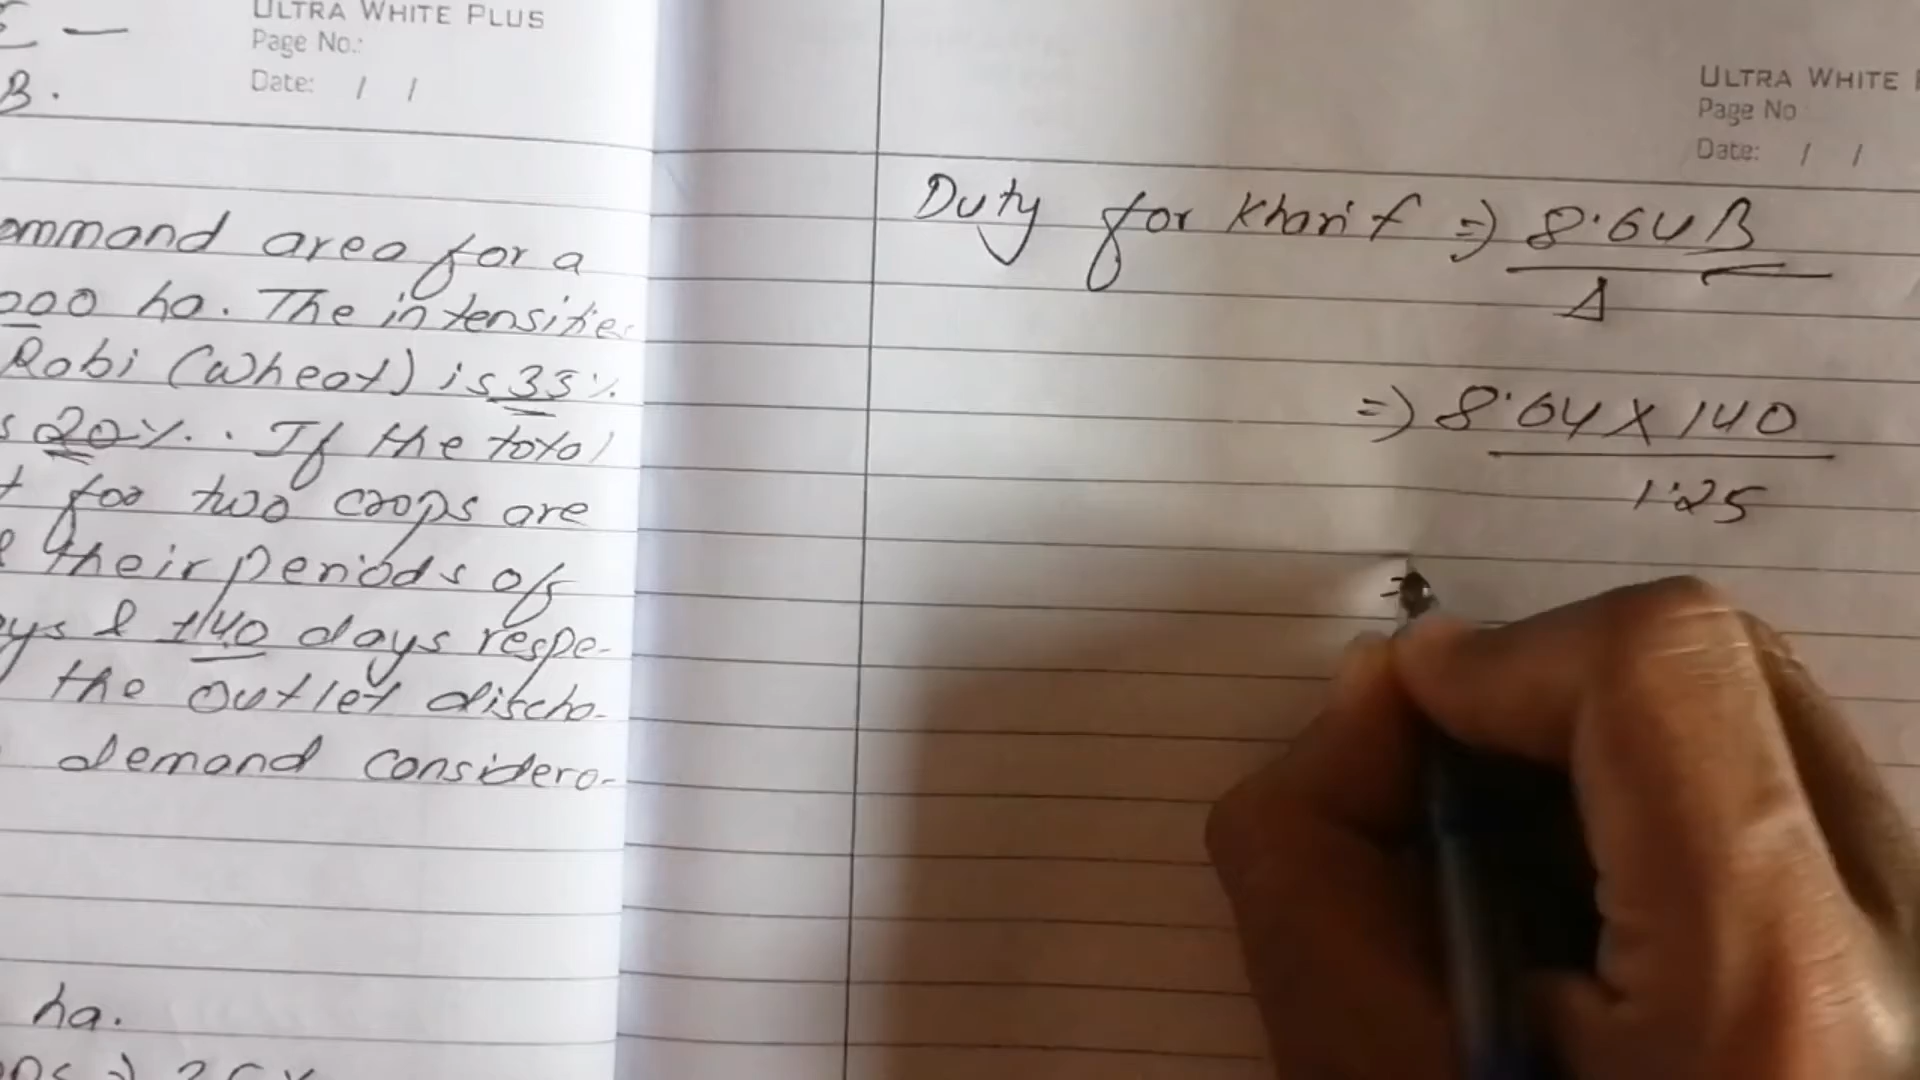 ULTRA WHITE PLUS
Page No.:
Date: / /
B.
ommand area for a
000 ha. The intensities
Rabi (wheat) is 35%.
s 20%. If the total
t for two crops are
& their periods of
ys & 140 days respe-
the outlet discha-
demand considera-
ha.
ULTRA WHITE
Page No
Date: / /
Duty for Kharif => 8.64B
Δ
=> 8.64 X 140
1.25